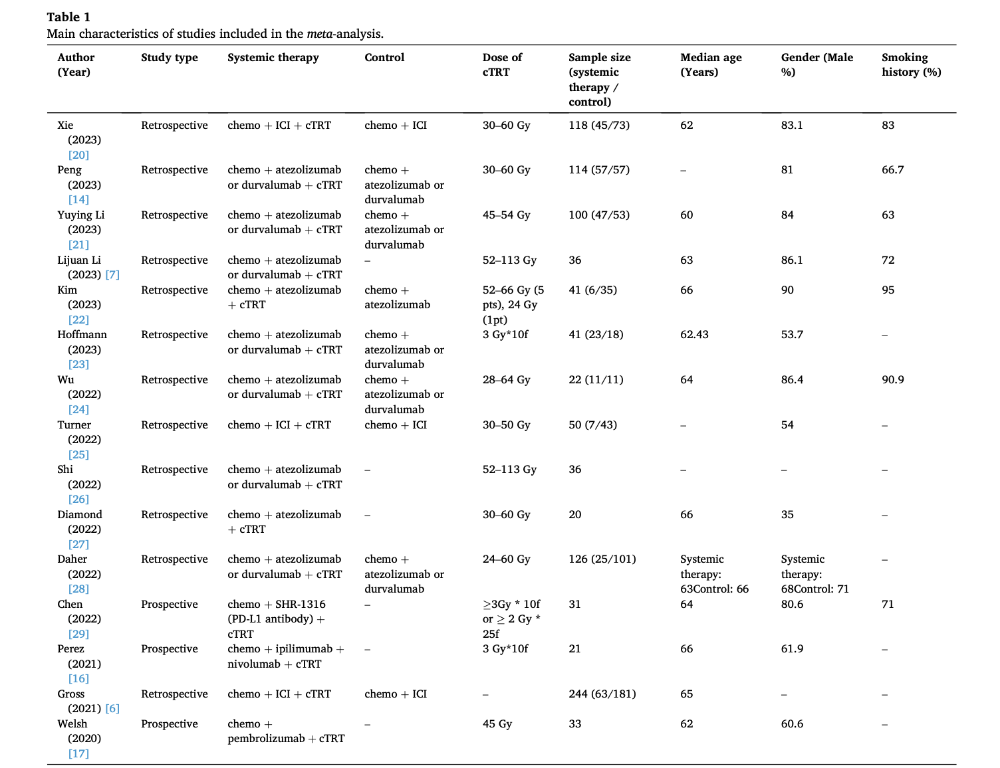 Table 1
Main characteristics of studies included in the meta-analysis.
Author (Year) Study type Systemic therapy Control Dose of cTRT Sample size (systemic therapy / control) Median age (Years) Gender (Male %) Smoking history (%)
Xie (2023) [20] Retrospective chemo + ICI + cTRT chemo + ICI 30–60 Gy 118 (45/73) 62 83.1 83
Peng (2023) [14] Retrospective chemo + atezolizumab or durvalumab + cTRT chemo + atezolizumab or durvalumab 30–60 Gy 114 (57/57) – 81 66.7
Yuying Li (2023) [21] Retrospective chemo + atezolizumab or durvalumab + cTRT chemo + atezolizumab or durvalumab 45–54 Gy 100 (47/53) 60 84 63
Lijuan Li (2023) [7] Retrospective chemo + atezolizumab or durvalumab + cTRT – 52–113 Gy 36 63 86.1 72
Kim (2023) [22] Retrospective chemo + atezolizumab + cTRT chemo + atezolizumab 52–66 Gy (5 pts), 24 Gy (1pt) 41 (6/35) 66 90 95
Hoffmann (2023) [23] Retrospective chemo + atezolizumab or durvalumab + cTRT chemo + atezolizumab or durvalumab 3 Gy*10f 41 (23/18) 62.43 53.7 –
Wu (2022) [24] Retrospective chemo + atezolizumab or durvalumab + cTRT chemo + atezolizumab or durvalumab 28–64 Gy 22 (11/11) 64 86.4 90.9
Turner (2022) [25] Retrospective chemo + ICI + cTRT chemo + ICI 30–50 Gy 50 (7/43) – 54 –
Shi (2022) [26] Retrospective chemo + atezolizumab or durvalumab + cTRT – 52–113 Gy 36 – – –
Diamond (2022) [27] Retrospective chemo + atezolizumab + cTRT – 30–60 Gy 20 66 35 –
Daher (2022) [28] Retrospective chemo + atezolizumab or durvalumab + cTRT chemo + atezolizumab or durvalumab 24–60 Gy 126 (25/101) Systemic therapy: 63Control: 66 Systemic therapy: 68Control: 71 –
Chen (2022) [29] Prospective chemo + SHR-1316 (PD-L1 antibody) + cTRT – ≥3Gy * 10f or ≥ 2 Gy * 25f 31 64 80.6 71
Perez (2021) [16] Prospective chemo + ipilimumab + nivolumab + cTRT – 3 Gy*10f 21 66 61.9 –
Gross (2021) [6] Retrospective chemo + ICI + cTRT chemo + ICI – 244 (63/181) 65 – –
Welsh (2020) [17] Prospective chemo + pembrolizumab + cTRT – 45 Gy 33 62 60.6 –